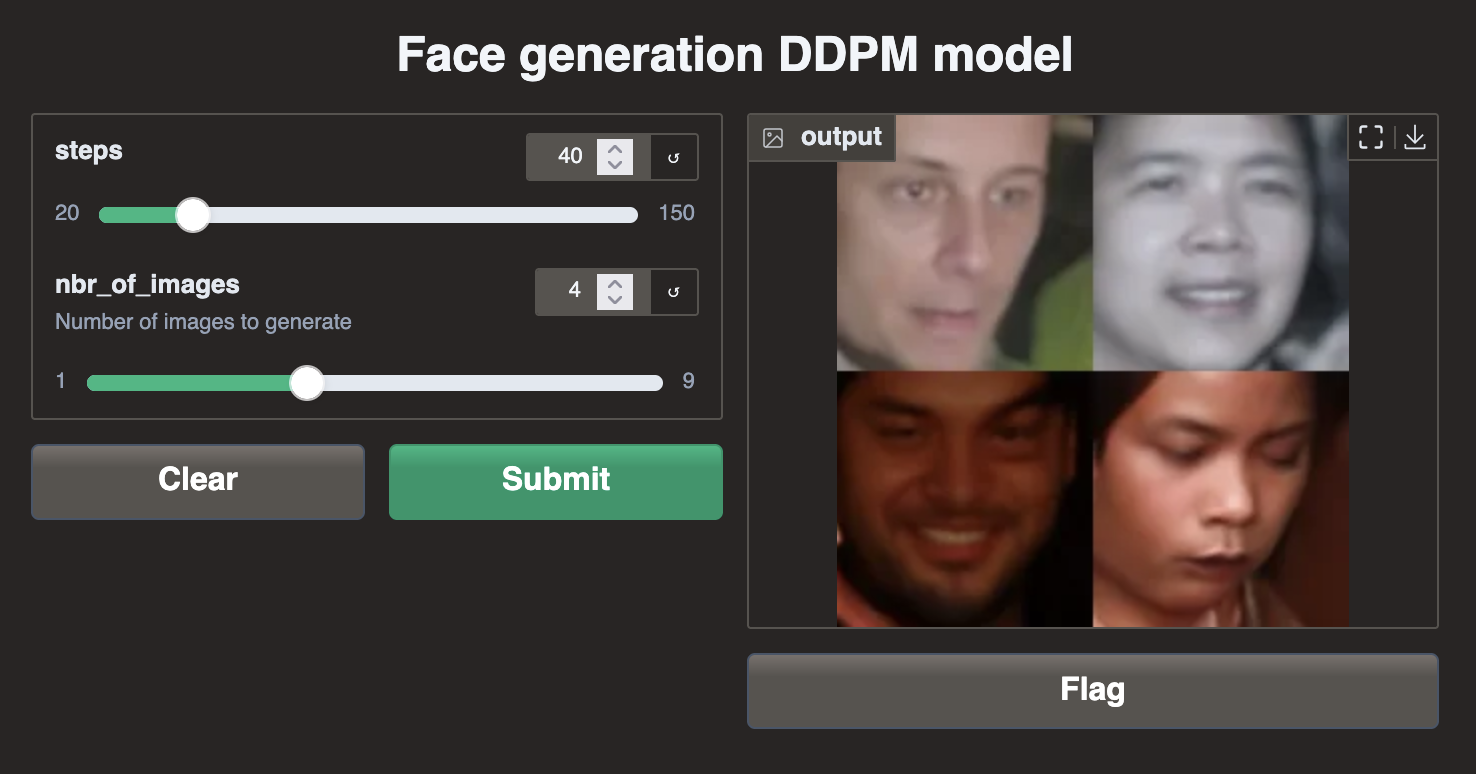 Face generation DDPM model
steps
40
20
150
nbr_of_images
4
Number of images to generate
1
9
Clear
Submit
output
Flag